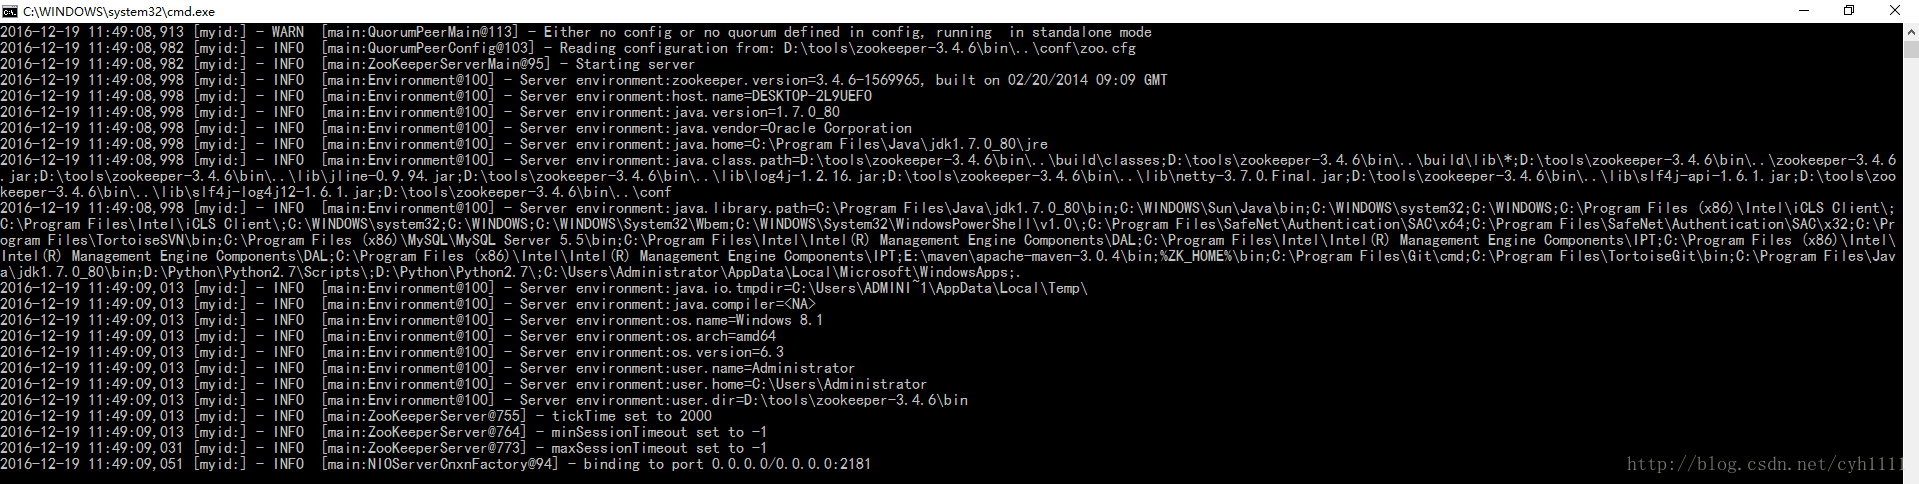 C:\WINDOWS\system32\cmd.exe
2016-12-19 11:49:08,913 [myid:] - WARN  [main:QuorumPeerMain@113] - Either no config or no quorum defined in config, running  in standalone mode
2016-12-19 11:49:08,982 [myid:] - INFO  [main:QuorumPeerConfig@103] - Reading configuration from: D:\tools\zookeeper-3.4.6\bin\..\conf\zoo.cfg
2016-12-19 11:49:08,982 [myid:] - INFO  [main:ZooKeeperServerMain@95] - Starting server
2016-12-19 11:49:08,998 [myid:] - INFO  [main:Environment@100] - Server environment:zookeeper.version=3.4.6-1569965, built on 02/20/2014 09:09 GMT
2016-12-19 11:49:08,998 [myid:] - INFO  [main:Environment@100] - Server environment:host.name=DESKTOP-2L9UEFO
2016-12-19 11:49:08,998 [myid:] - INFO  [main:Environment@100] - Server environment:java.version=1.7.0_80
2016-12-19 11:49:08,998 [myid:] - INFO  [main:Environment@100] - Server environment:java.vendor=Oracle Corporation
2016-12-19 11:49:08,998 [myid:] - INFO  [main:Environment@100] - Server environment:java.home=C:\Program Files\Java\jdk1.7.0_80\jre
2016-12-19 11:49:08,998 [myid:] - INFO  [main:Environment@100] - Server environment:java.class.path=D:\tools\zookeeper-3.4.6\bin\..\build\classes;D:\tools\zookeeper-3.4.6\bin\..\build\lib\*;D:\tools\zookeeper-3.4.6\bin\..\zookeeper-3.4.6
.jar;D:\tools\zookeeper-3.4.6\bin\..\lib\jline-0.9.94.jar;D:\tools\zookeeper-3.4.6\bin\..\lib\log4j-1.2.16.jar;D:\tools\zookeeper-3.4.6\bin\..\lib\netty-3.7.0.Final.jar;D:\tools\zookeeper-3.4.6\bin\..\lib\slf4j-api-1.6.1.jar;D:\tools\zoo
keeper-3.4.6\bin\..\lib\slf4j-log4j12-1.6.1.jar;D:\tools\zookeeper-3.4.6\bin\..\conf
2016-12-19 11:49:08,998 [myid:] - INFO  [main:Environment@100] - Server environment:java.library.path=C:\Program Files\Java\jdk1.7.0_80\bin;C:\WINDOWS\Sun\Java\bin;C:\WINDOWS\system32;C:\WINDOWS;C:\Program Files (x86)\Intel\iCLS Client\;
C:\Program Files\Intel\iCLS Client\;C:\WINDOWS\system32;C:\WINDOWS;C:\WINDOWS\System32\Wbem;C:\WINDOWS\System32\WindowsPowerShell\v1.0\;C:\Program Files\SafeNet\Authentication\SAC\x64;C:\Program Files\SafeNet\Authentication\SAC\x32;C:\Pr
ogram Files\TortoiseSVN\bin;C:\Program Files (x86)\MySQL\MySQL Server 5.5\bin;C:\Program Files\Intel\Intel(R) Management Engine Components\DAL;C:\Program Files\Intel\Intel(R) Management Engine Components\IPT;C:\Program Files (x86)\Intel\
Intel(R) Management Engine Components\DAL;C:\Program Files (x86)\Intel\Intel(R) Management Engine Components\IPT;E:\maven\apache-maven-3.0.4\bin;%ZK_HOME%\bin;C:\Program Files\Git\cmd;C:\Program Files\TortoiseGit\bin;C:\Program Files\Jav
a\jdk1.7.0_80\bin;D:\Python\Python2.7\Scripts\;D:\Python\Python2.7\;C:\Users\Administrator\AppData\Local\Microsoft\WindowsApps;.
2016-12-19 11:49:09,013 [myid:] - INFO  [main:Environment@100] - Server environment:java.io.tmpdir=C:\Users\ADMINI~1\AppData\Local\Temp\
2016-12-19 11:49:09,013 [myid:] - INFO  [main:Environment@100] - Server environment:java.compiler=<NA>
2016-12-19 11:49:09,013 [myid:] - INFO  [main:Environment@100] - Server environment:os.name=Windows 8.1
2016-12-19 11:49:09,013 [myid:] - INFO  [main:Environment@100] - Server environment:os.arch=amd64
2016-12-19 11:49:09,013 [myid:] - INFO  [main:Environment@100] - Server environment:os.version=6.3
2016-12-19 11:49:09,013 [myid:] - INFO  [main:Environment@100] - Server environment:user.name=Administrator
2016-12-19 11:49:09,013 [myid:] - INFO  [main:Environment@100] - Server environment:user.home=C:\Users\Administrator
2016-12-19 11:49:09,013 [myid:] - INFO  [main:Environment@100] - Server environment:user.dir=D:\tools\zookeeper-3.4.6\bin
2016-12-19 11:49:09,013 [myid:] - INFO  [main:ZooKeeperServer@755] - tickTime set to 2000
2016-12-19 11:49:09,013 [myid:] - INFO  [main:ZooKeeperServer@764] - minSessionTimeout set to -1
2016-12-19 11:49:09,031 [myid:] - INFO  [main:ZooKeeperServer@773] - maxSessionTimeout set to -1
2016-12-19 11:49:09,051 [myid:] - INFO  [main:NIOServerCnxnFactory@94] - binding to port 0.0.0.0/0.0.0.0:2181
http://blog.csdn.net/cyh1111